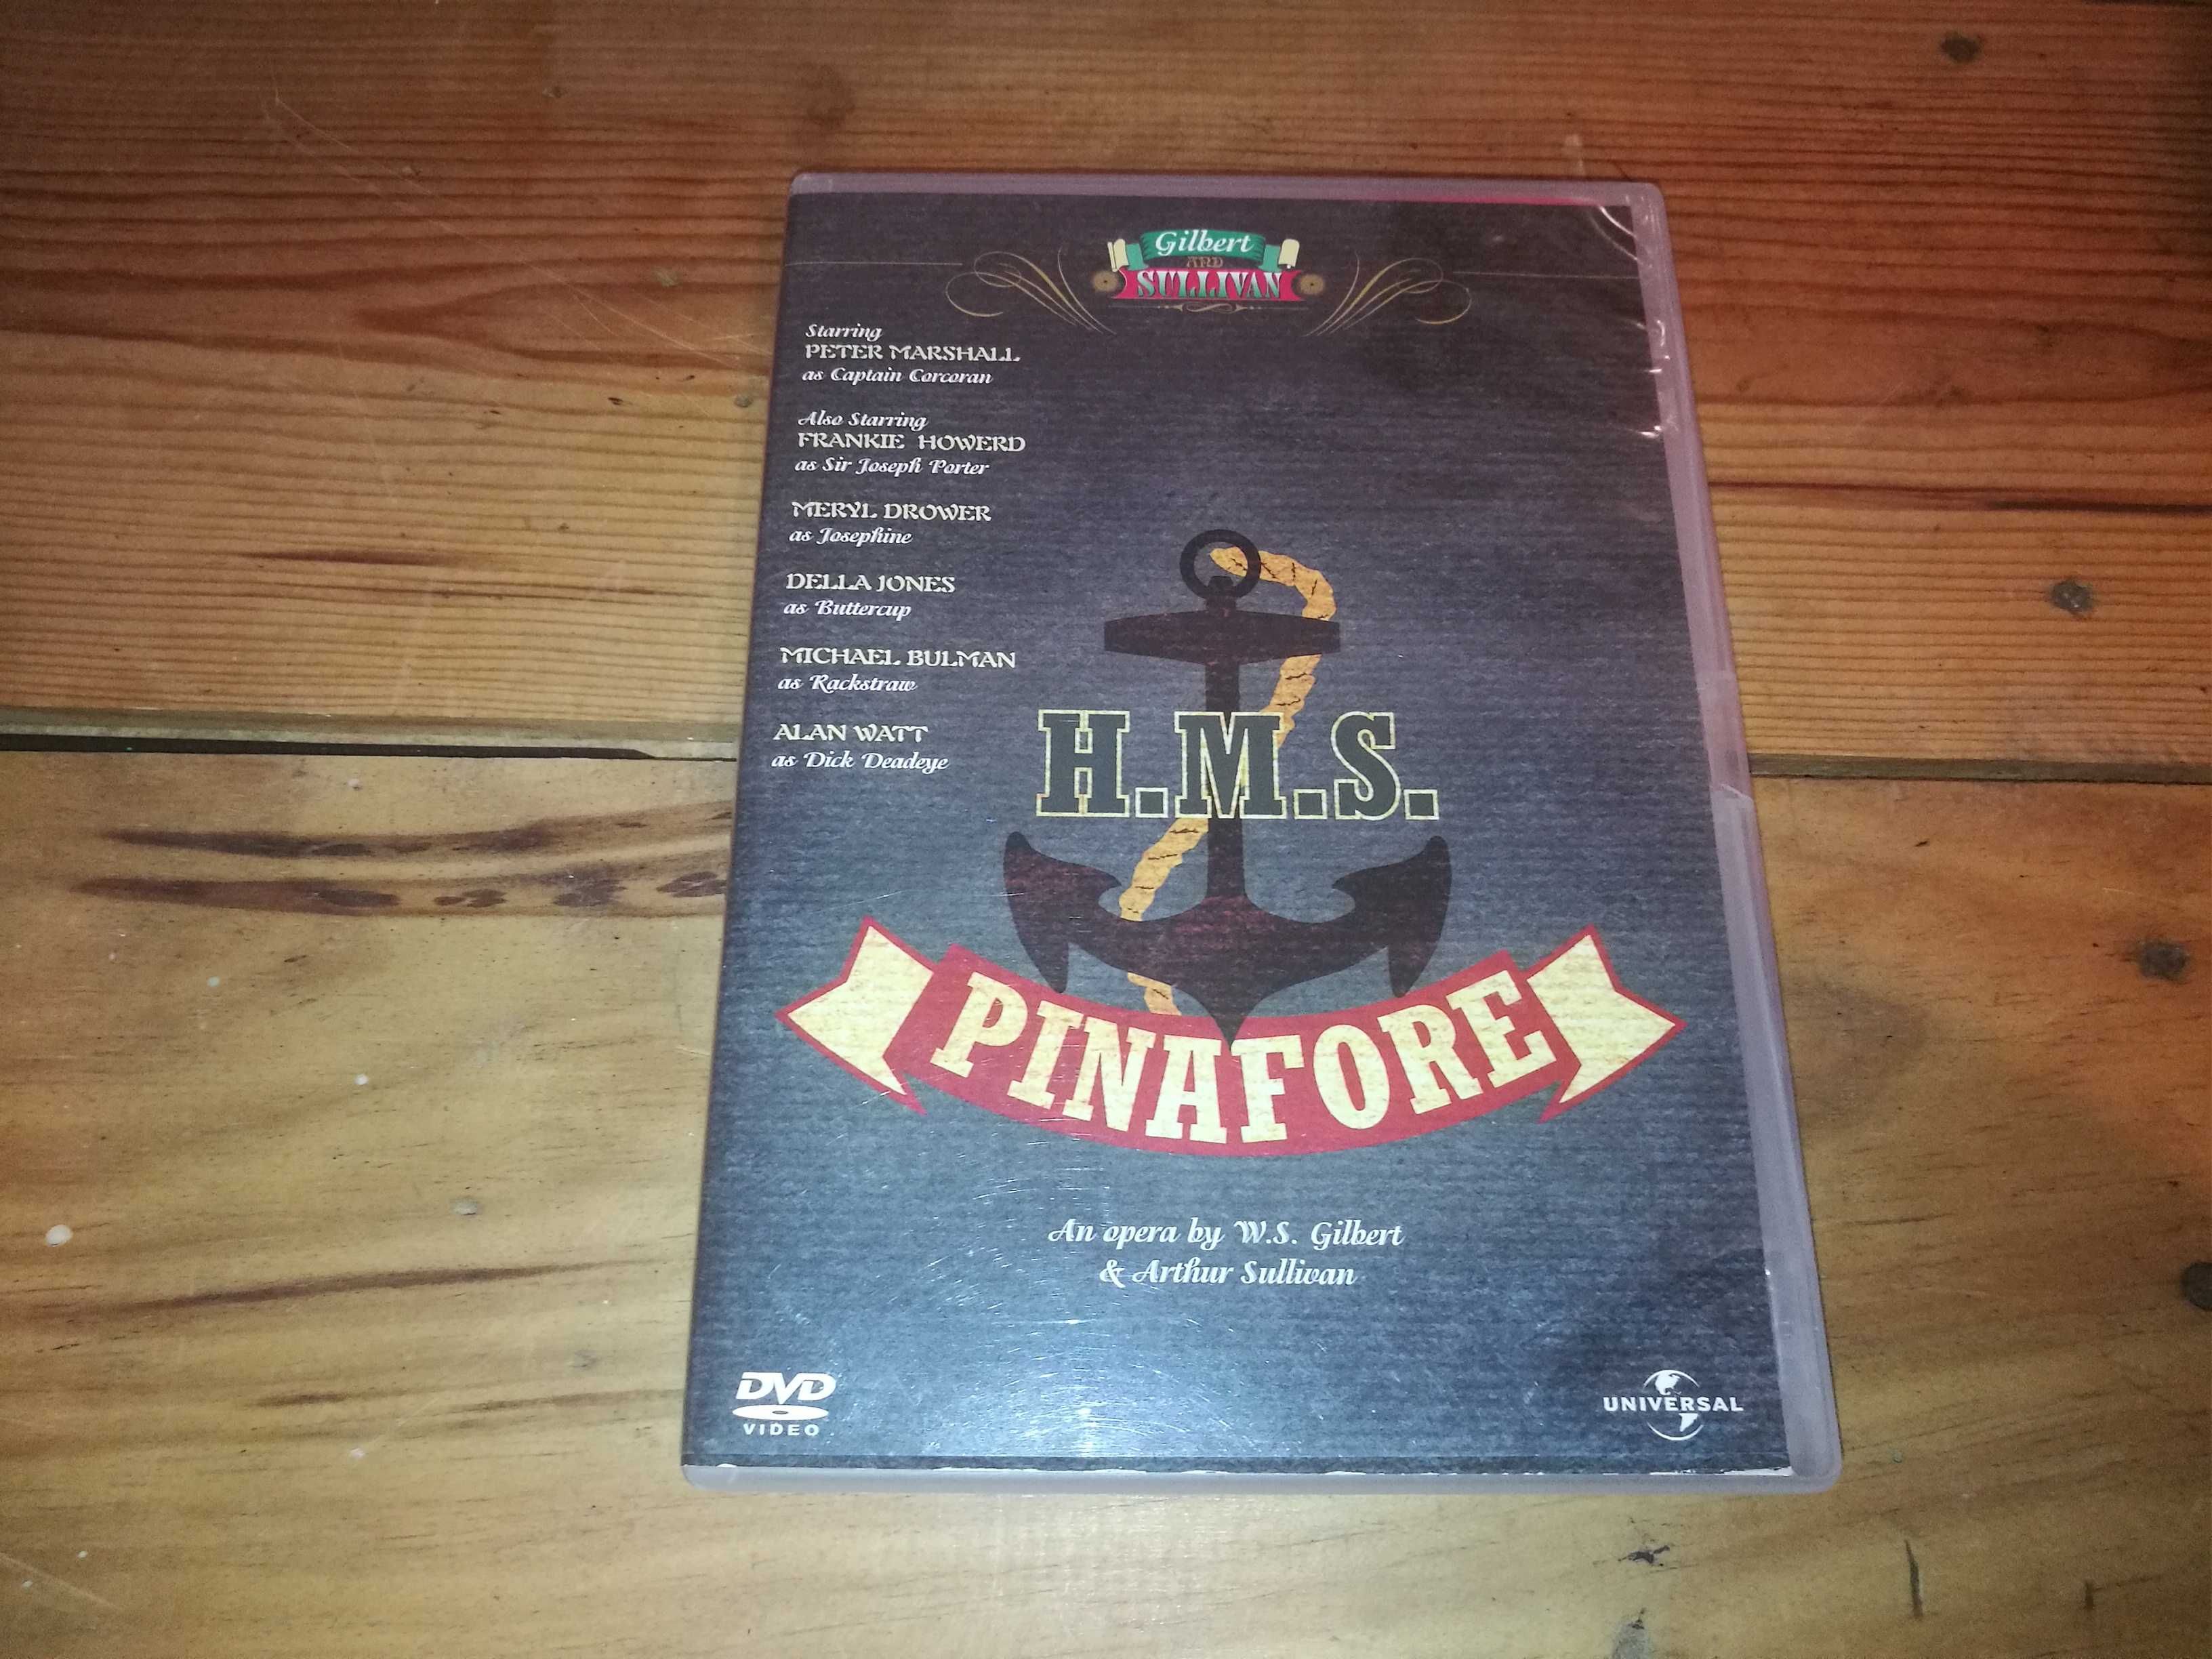 Gilbert
AND
SULLIVAN
Starring
PETER MARSHALL
as Captain Corcoran
Also Starring
FRANKIE HOWERD
as Sir Joseph Porter
MERYL DROWER
as Josephine
DELLA JONES
as Buttercup
MICHAEL BULMAN
as Rackstraw
ALAN WATT
as Dick Deadeye
H.M.S.
PINAFORE
An opera by W.S. Gilbert
& Arthur Sullivan
DVD
VIDEO
UNIVERSAL